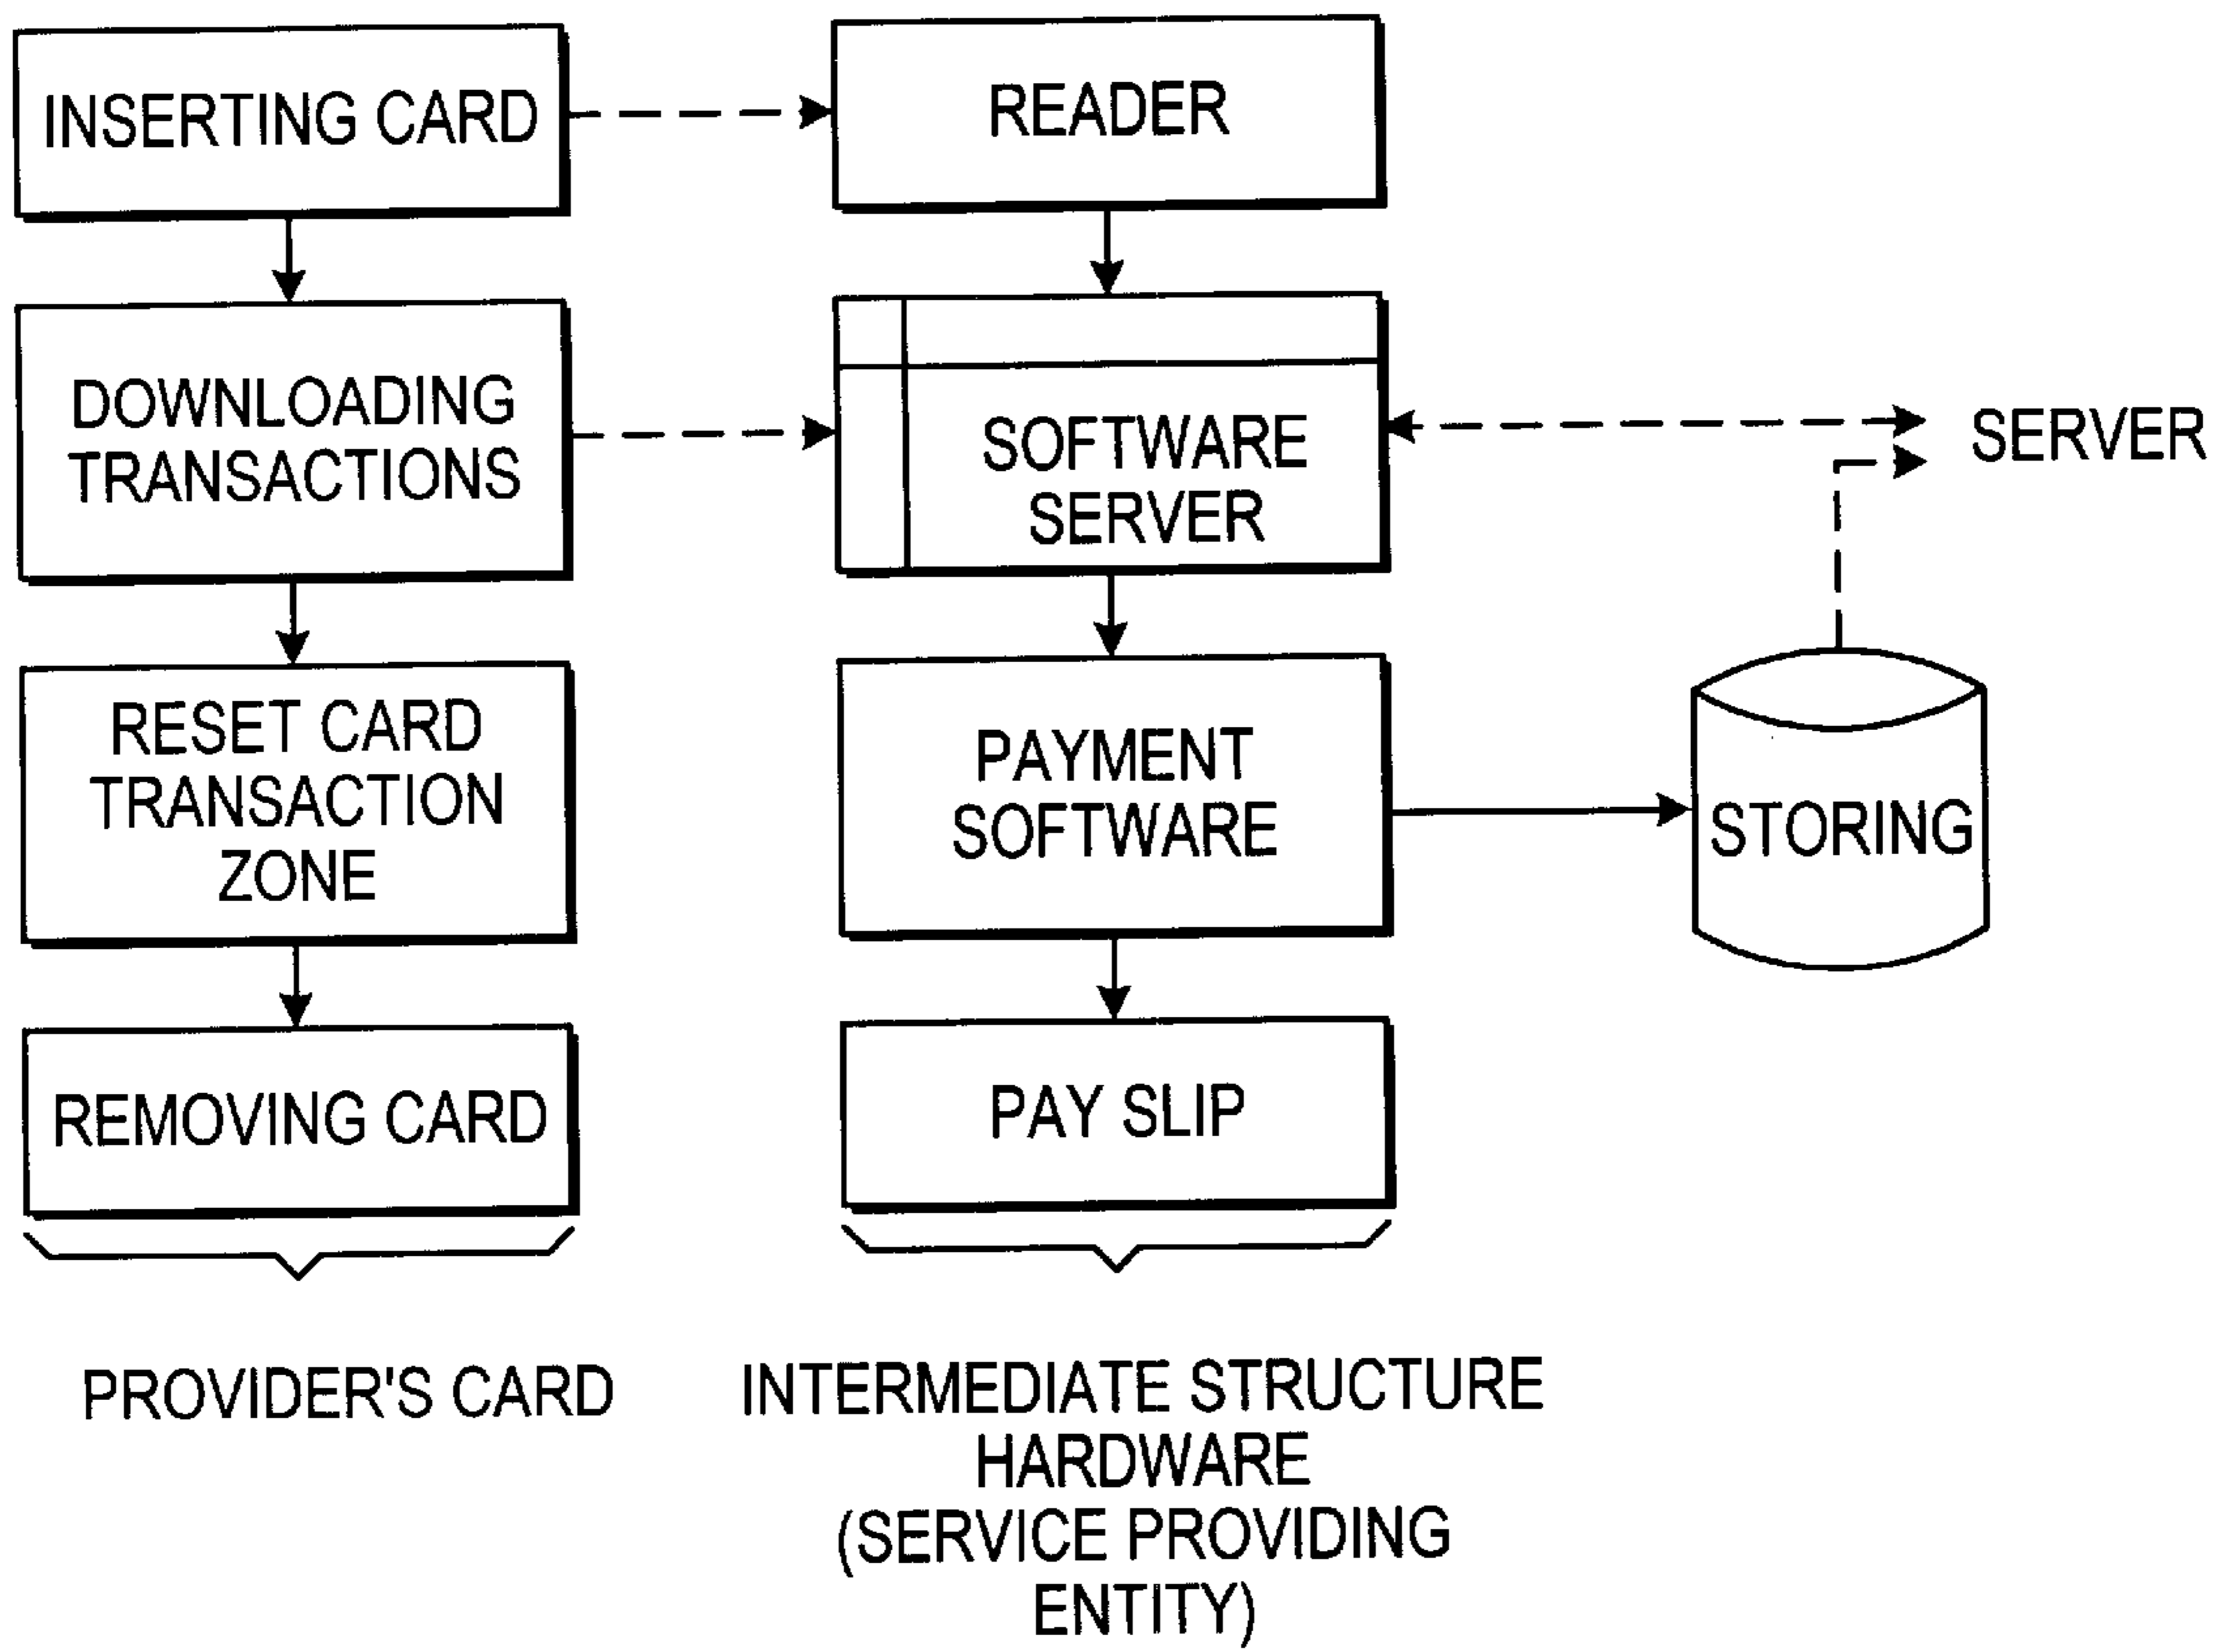 INSERTING CARD
READER
DOWNLOADING
TRANSACTIONS
SOFTWARE
SERVER
SERVER
RESET CARD
TRANSACTION
ZONE
PAYMENT
SOFTWARE
STORING
REMOVING CARD
PAY SLIP
PROVIDER'S CARD
INTERMEDIATE STRUCTURE
HARDWARE
(SERVICE PROVIDING
ENTITY)